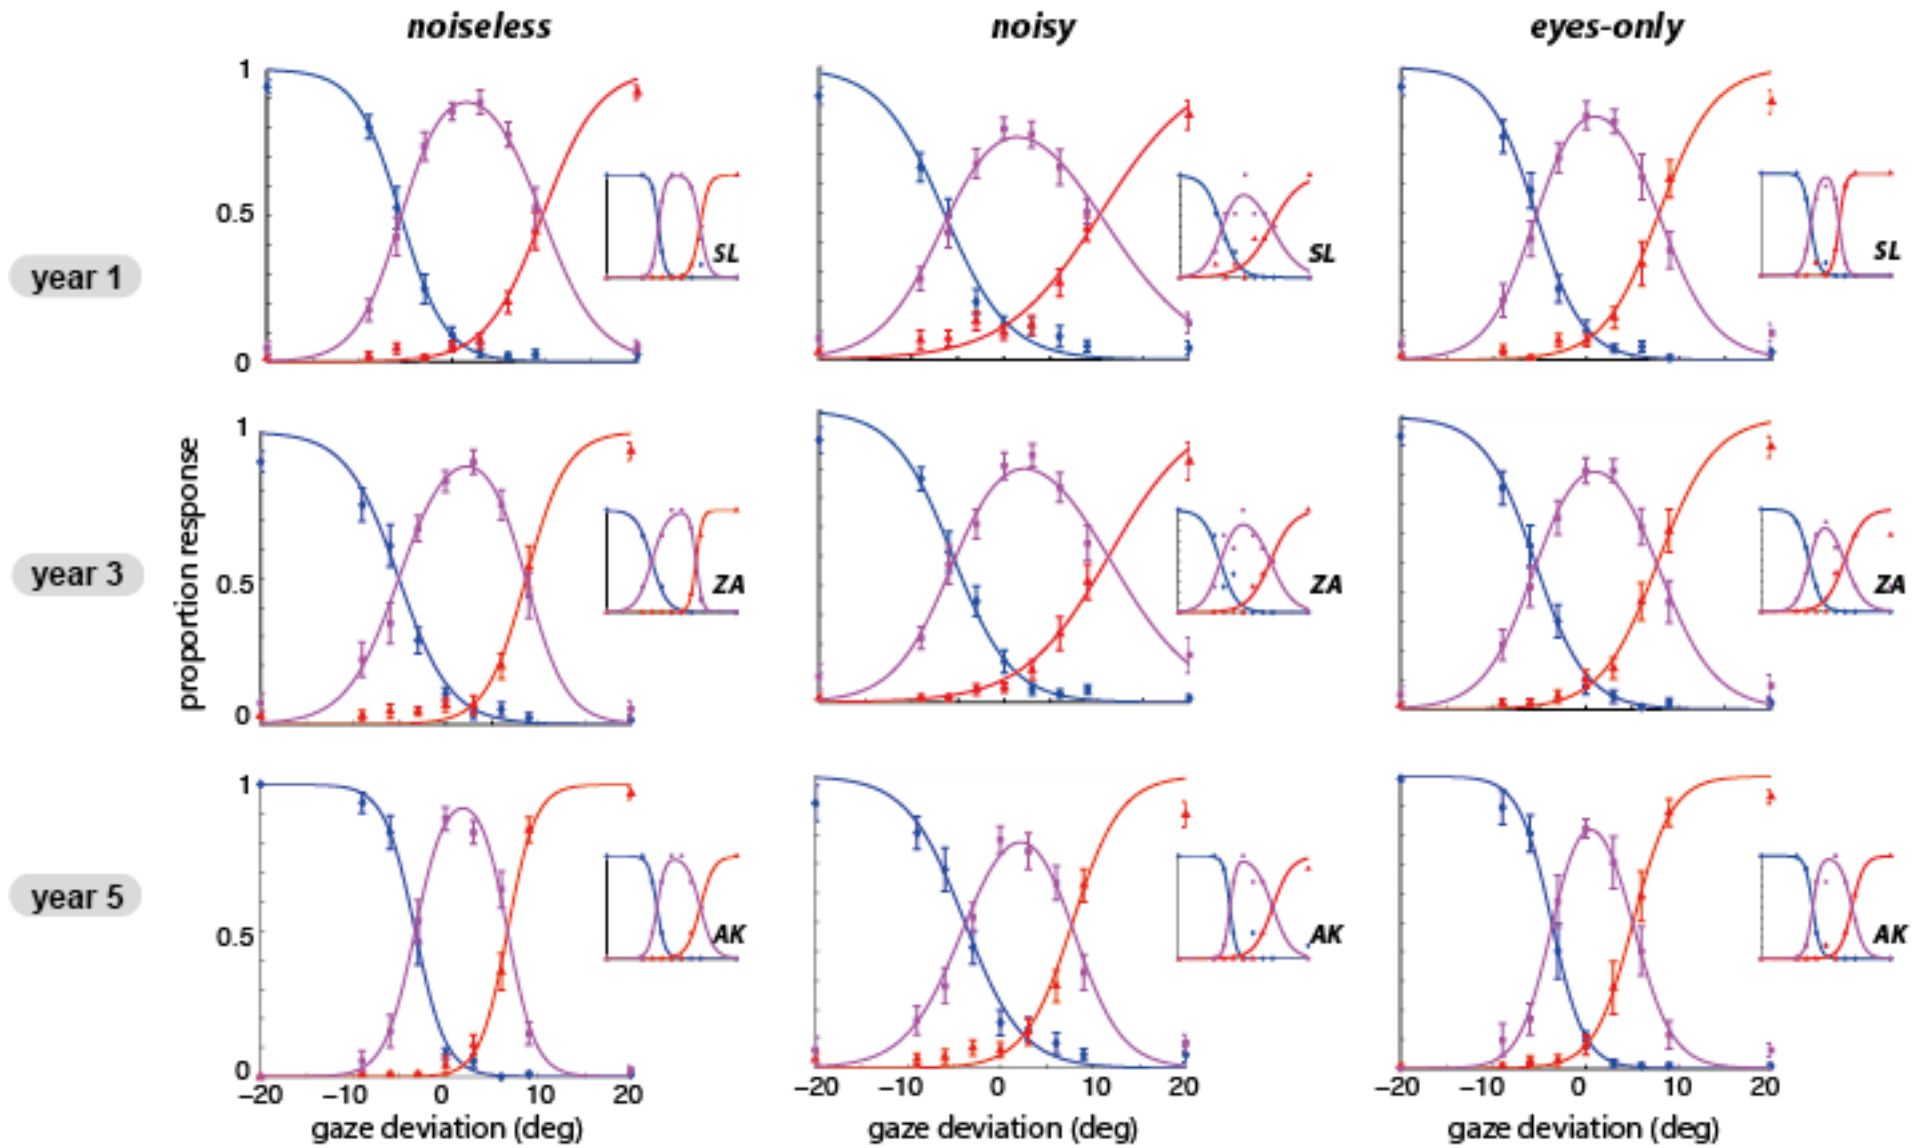 noiseless noisy eyes-only
1
0.5
0
SL
SL
SL
year 1
1
0.5
0
proportion response
ZA
ZA
ZA
year 3
1
0.5
0
AK
AK
AK
year 5
−20 −10 0 10 20
−20 −10 0 10 20
−20 −10 0 10 20
gaze deviation (deg)
gaze deviation (deg)
gaze deviation (deg)